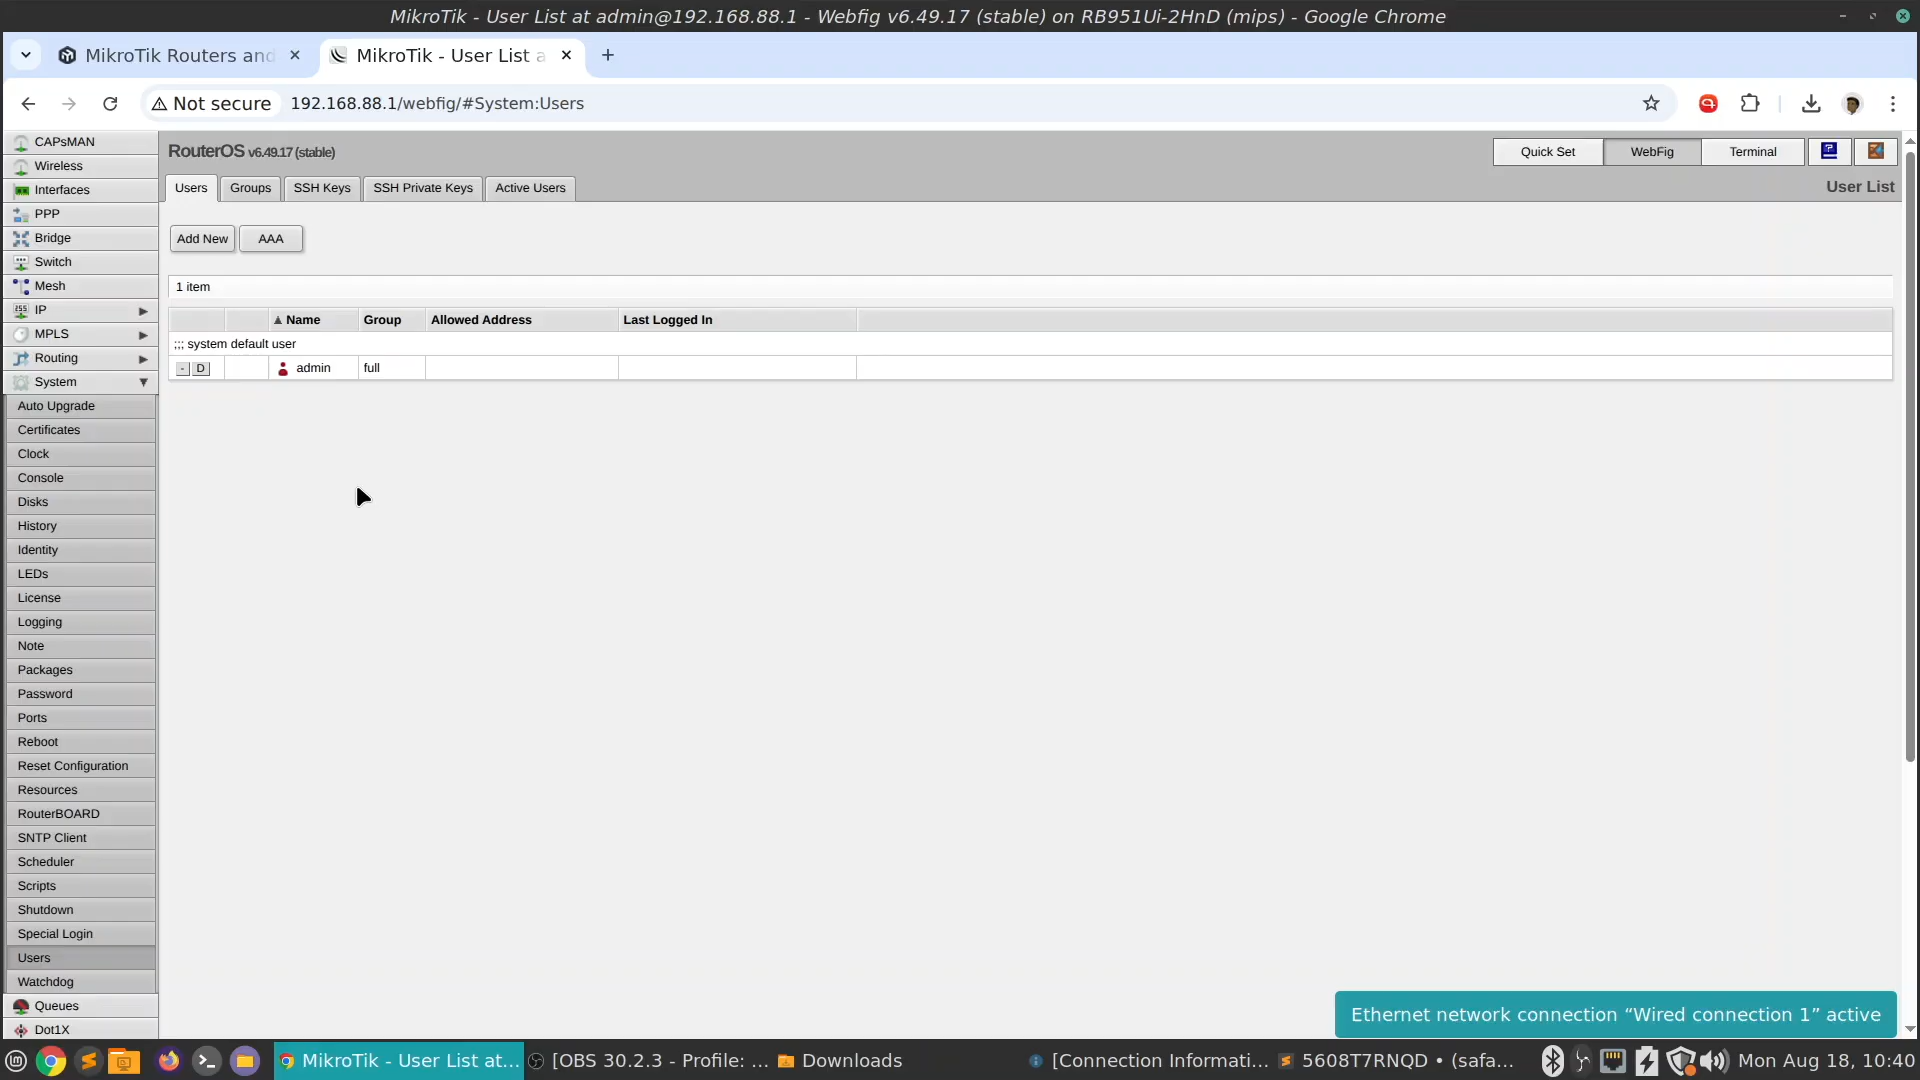 MikroTik - User List at admin@192.168.88.1 - Webfig v6.49.17 (stable) on RB951Ui-2HnD (mips) - Google Chrome
MikroTik Routers and
MikroTik - User List a
Not secure
192.168.88.1/webfig/#System:Users
CAPsMAN
Wireless
Interfaces
PPP
Bridge
Switch
Mesh
IP
MPLS
Routing
System
Auto Upgrade
Certificates
Clock
Console
Disks
History
Identity
LEDs
License
Logging
Note
Packages
Password
Ports
Reboot
Reset Configuration
Resources
RouterBOARD
SNTP Client
Scheduler
Scripts
Shutdown
Special Login
Users
Watchdog
Queues
Dot1X
RouterOS v6.49.17 (stable)
Quick Set
WebFig
Terminal
Users
Groups
SSH Keys
SSH Private Keys
Active Users
User List
Add New
AAA
1 item
Name Group Allowed Address Last Logged In
;;; system default user
- D admin full
Ethernet network connection “Wired connection 1” active
MikroTik - User List at...
[OBS 30.2.3 - Profile: ...
Downloads
[Connection Informati...
5608T7RNQD • (safa...
Mon Aug 18, 10:40